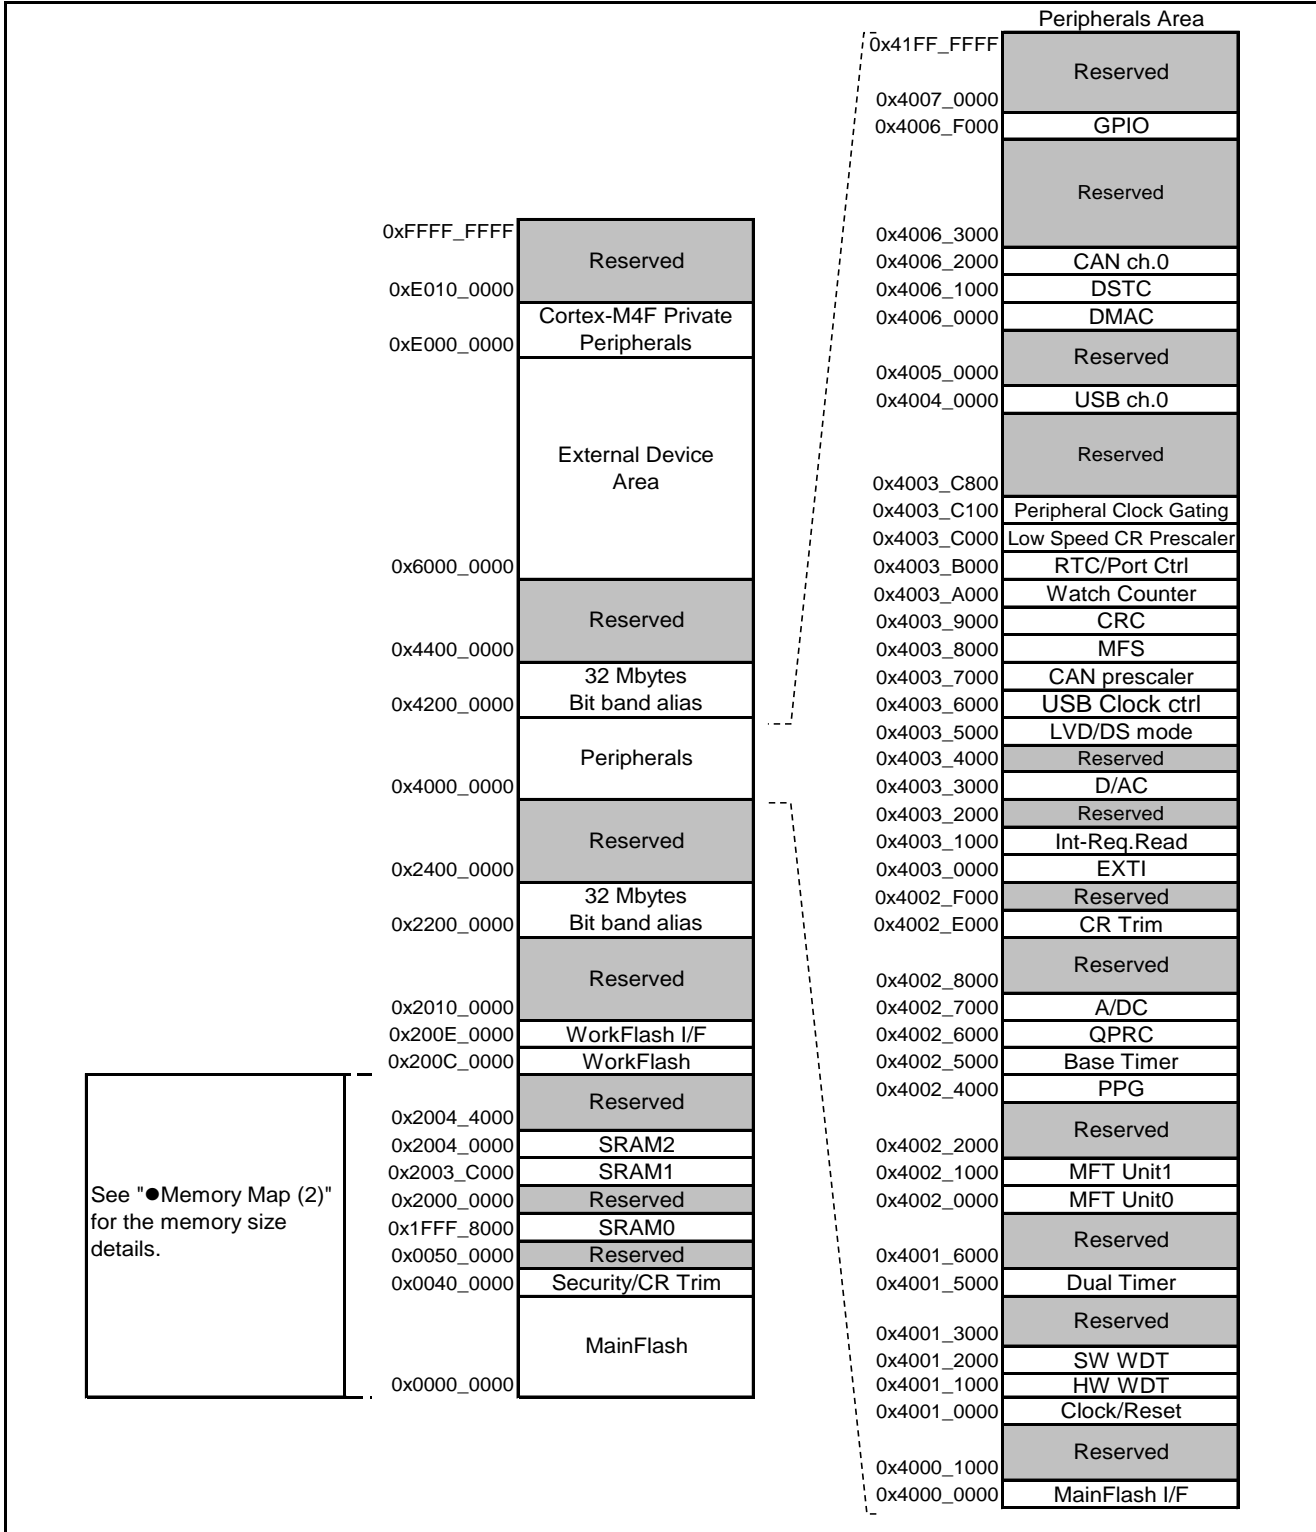 Peripherals Area
0x41FF_FFFF
Reserved
0x4007_0000
0x4006_F000 GPIO
Reserved
0x4006_3000
0x4006_2000 CAN ch.0
0x4006_1000 DSTC
0x4006_0000 DMAC
Reserved
0x4005_0000
0x4004_0000 USB ch.0
Reserved
0x4003_C800
0x4003_C100 Peripheral Clock Gating
0x4003_C000 Low Speed CR Prescaler
0x4003_B000 RTC/Port Ctrl
0x4003_A000 Watch Counter
0x4003_9000 CRC
0x4003_8000 MFS
0x4003_7000 CAN prescaler
0x4003_6000 USB Clock ctrl
0x4003_5000 LVD/DS mode
0x4003_4000 Reserved
0x4003_3000 D/AC
0x4003_2000 Reserved
0x4003_1000 Int-Req.Read
0x4003_0000 EXTI
0x4002_F000 Reserved
0x4002_E000 CR Trim
Reserved
0x4002_8000
0x4002_7000 A/DC
0x4002_6000 QPRC
0x4002_5000 Base Timer
0x4002_4000 PPG
Reserved
0x4002_2000
0x4002_1000 MFT Unit1
0x4002_0000 MFT Unit0
Reserved
0x4001_6000
0x4001_5000 Dual Timer
Reserved
0x4001_3000
0x4001_2000 SW WDT
0x4001_1000 HW WDT
0x4001_0000 Clock/Reset
Reserved
0x4000_1000
0x4000_0000 MainFlash I/F
0xFFFF_FFFF
Reserved
0xE010_0000
Cortex-M4F Private
0xE000_0000 Peripherals
External Device
Area
0x6000_0000
Reserved
0x4400_0000
32 Mbytes
0x4200_0000 Bit band alias
Peripherals
0x4000_0000
Reserved
0x2400_0000
32 Mbytes
0x2200_0000 Bit band alias
Reserved
0x2010_0000
0x200E_0000 WorkFlash I/F
0x200C_0000 WorkFlash
Reserved
0x2004_4000
0x2004_0000 SRAM2
0x2003_C000 SRAM1
0x2000_0000 Reserved
0x1FFF_8000 SRAM0
0x0050_0000 Reserved
0x0040_0000 Security/CR Trim
MainFlash
0x0000_0000
See "●Memory Map (2)"
for the memory size
details.